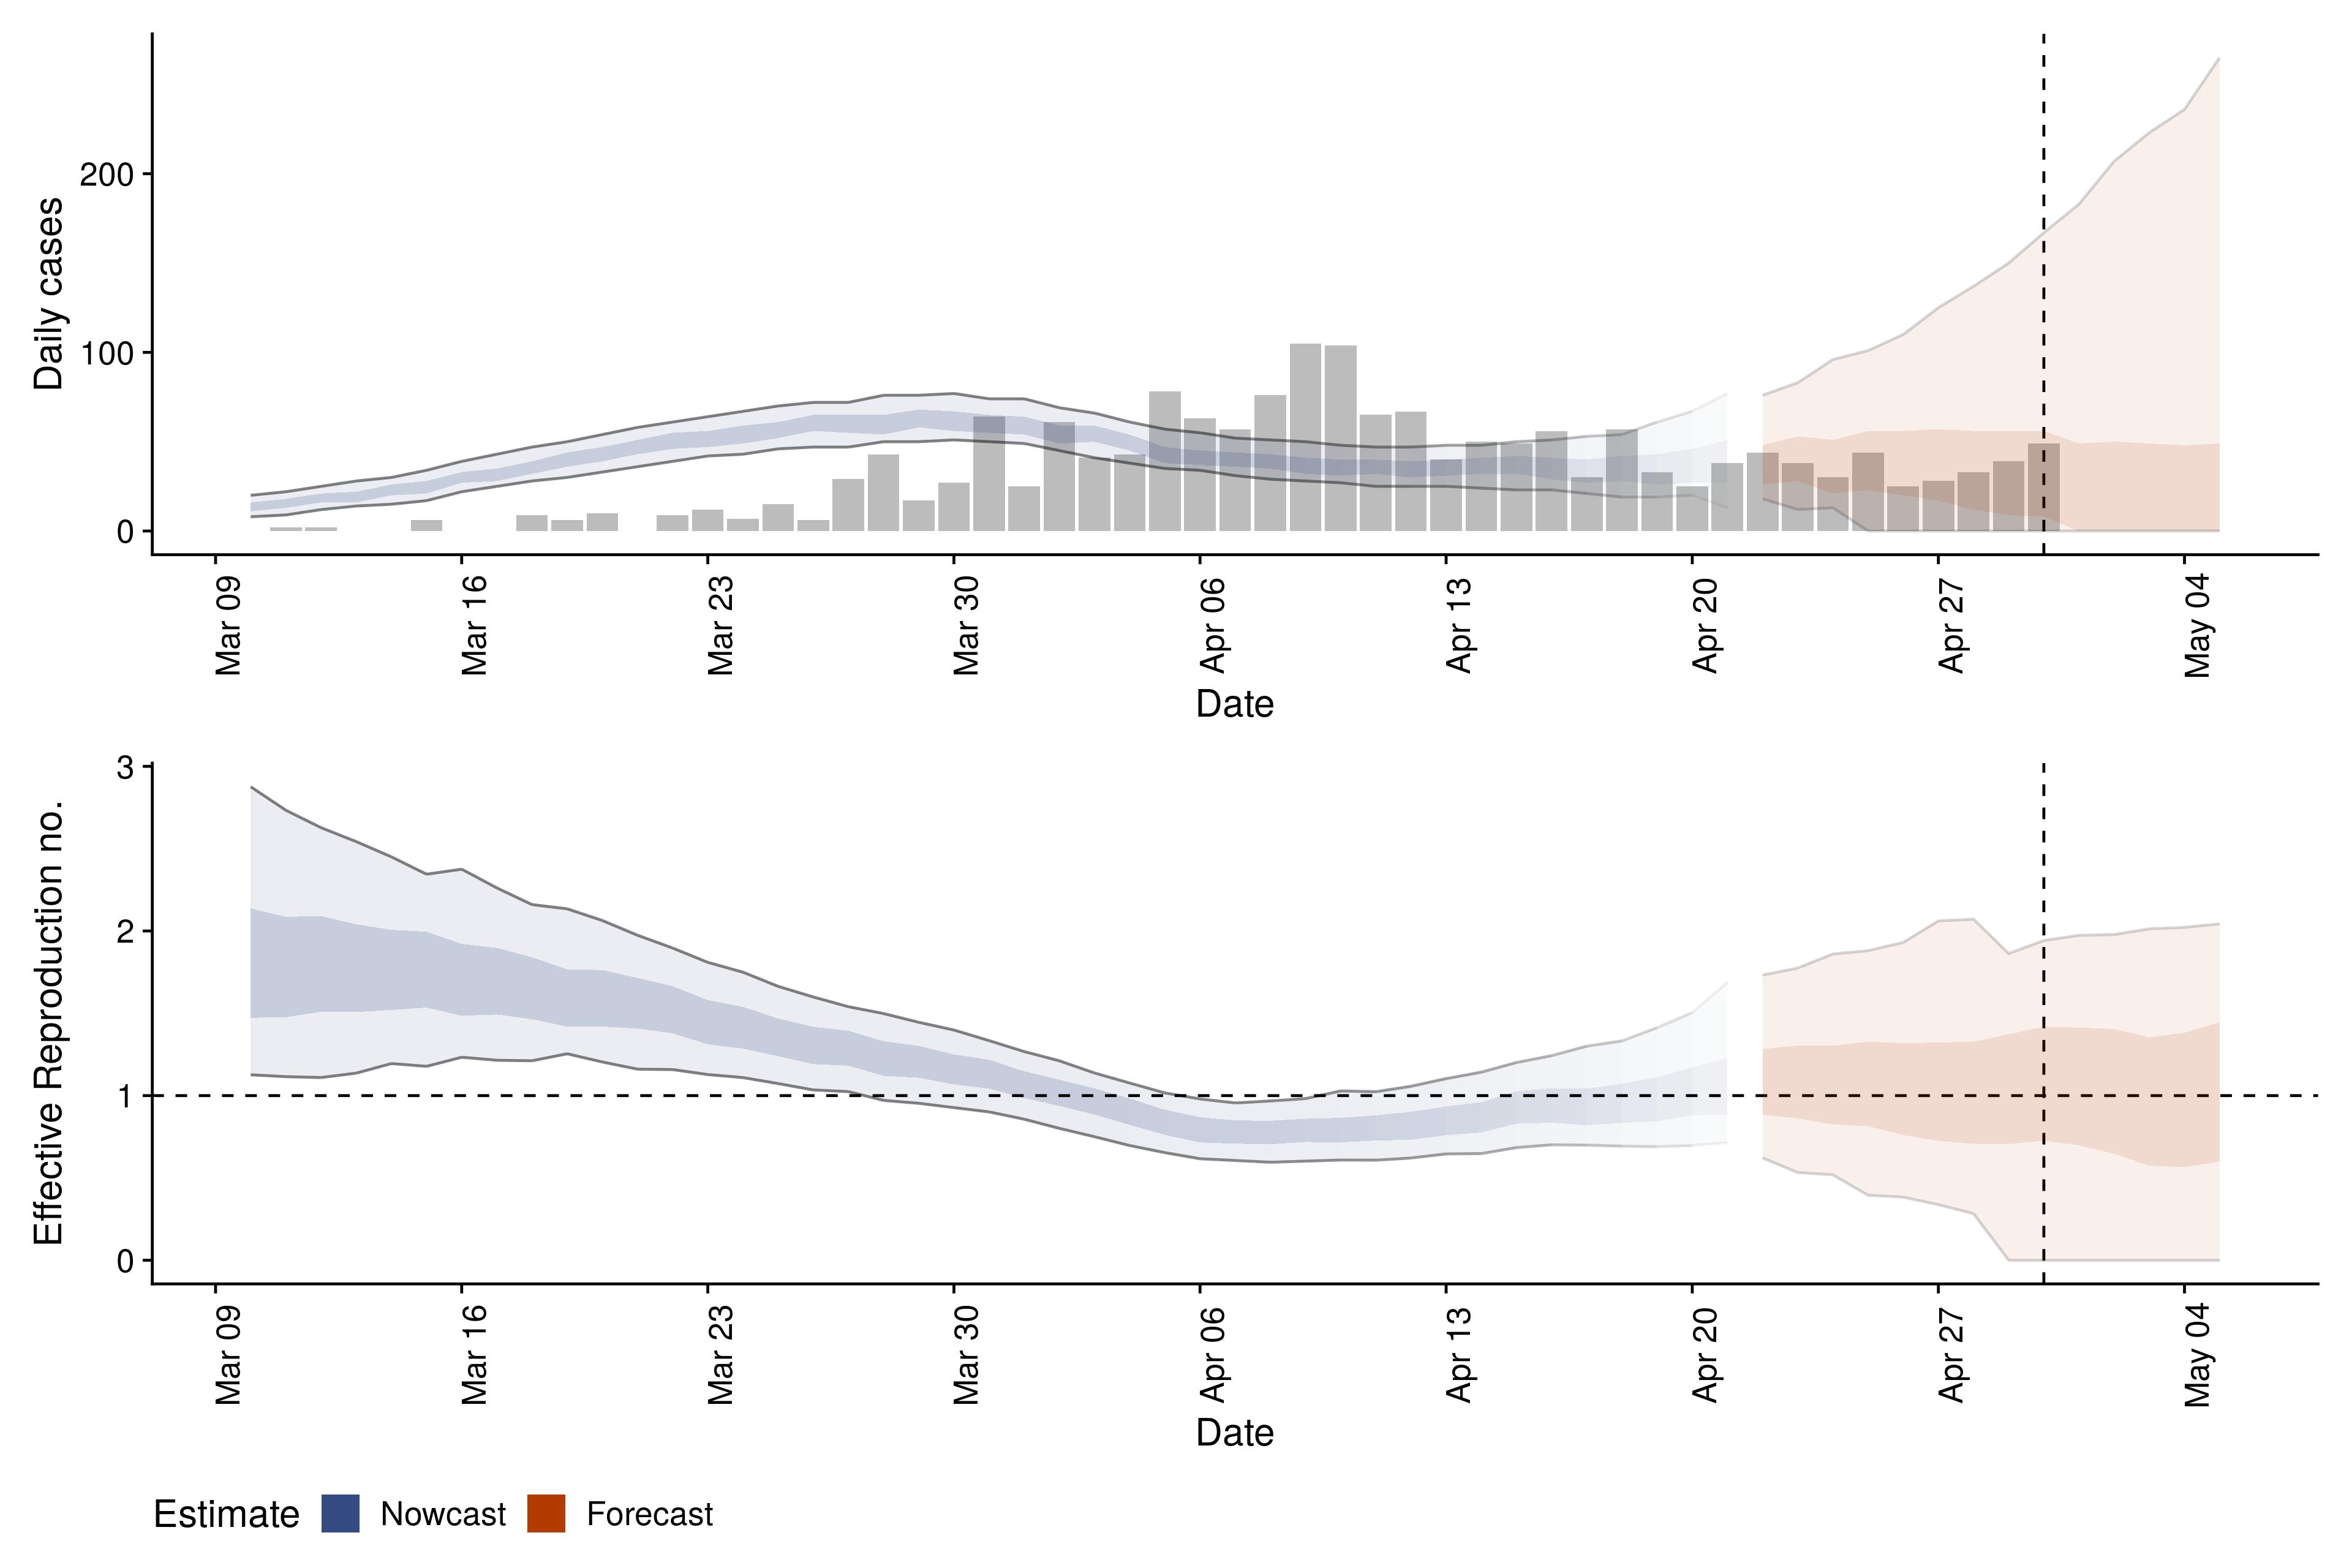 Daily cases
200
100
0
Mar 09
Mar 16
Mar 23
Mar 30
Apr 06
Apr 13
Apr 20
Apr 27
May 04
Date
Effective Reproduction no.
3
2
1
0
Mar 09
Mar 16
Mar 23
Mar 30
Apr 06
Apr 13
Apr 20
Apr 27
May 04
Date
Estimate Nowcast Forecast